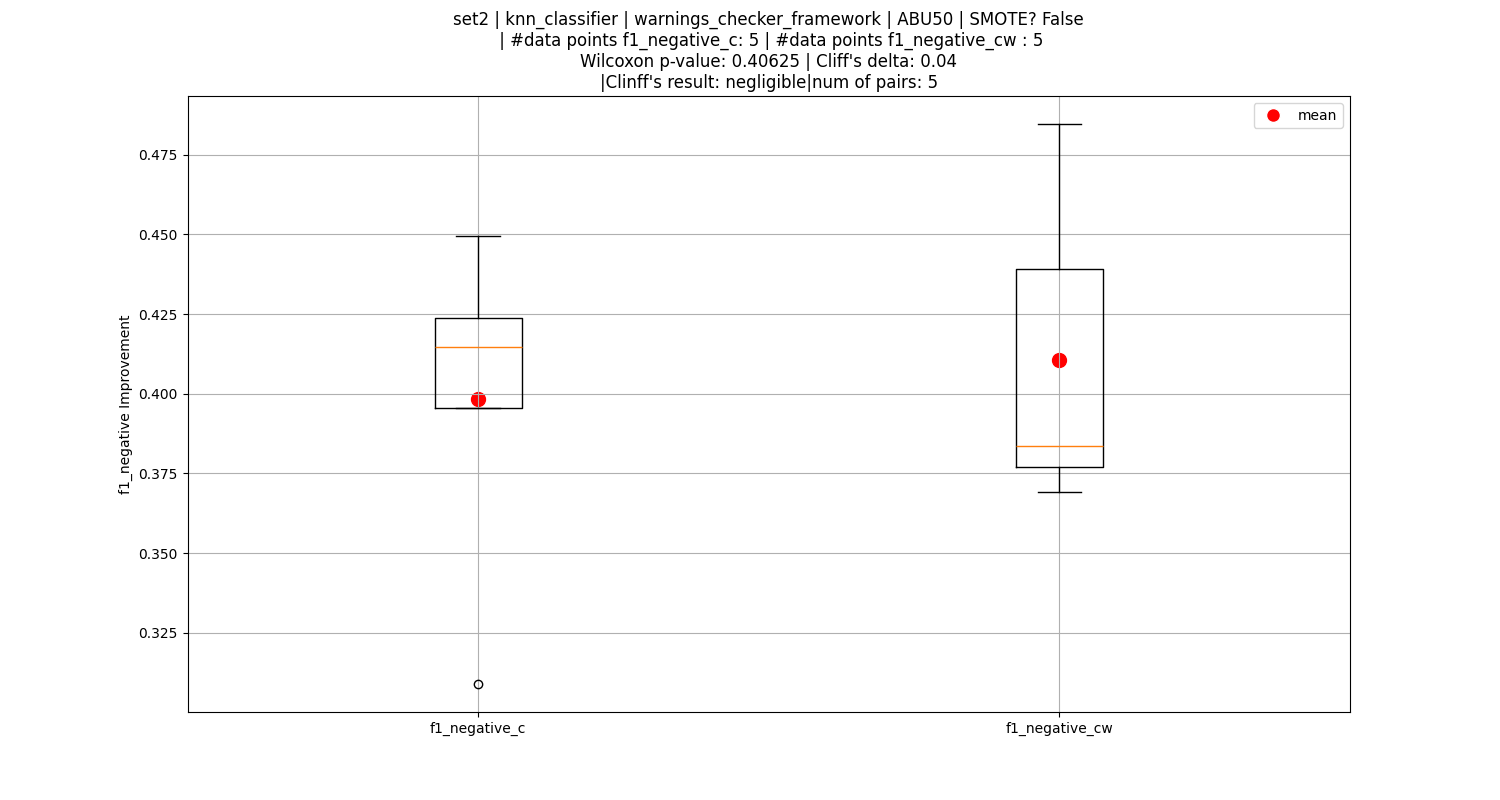 set2 | knn_classifier | warnings_checker_framework | ABU50 | SMOTE? False
| #data points f1_negative_c: 5 | #data points f1_negative_cw : 5
Wilcoxon p-value: 0.40625 | Cliff's delta: 0.04
|Clinff's result: negligible|num of pairs: 5
mean
0.475
0.450
0.425
0.400
0.375
0.350
0.325
f1_negative Improvement
f1_negative_c
f1_negative_cw